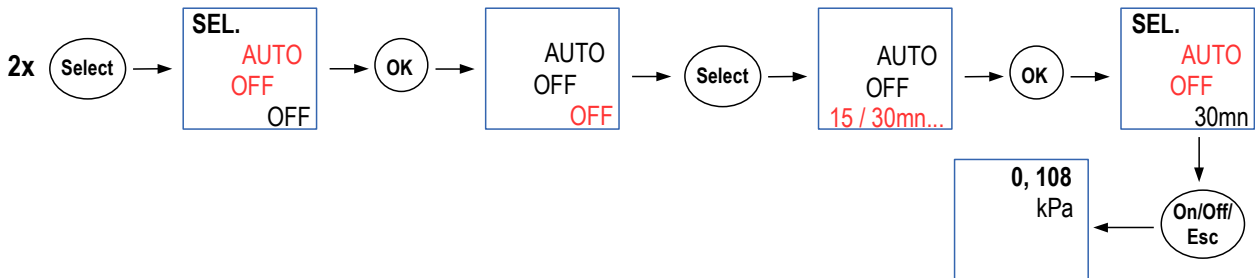 2x
Select
SEL.
AUTO
OFF
OFF
OK
AUTO
OFF
OFF
Select
AUTO
OFF
15 / 30mn...
OK
SEL.
AUTO
OFF
30mn
On/Off/
Esc
0, 108
kPa